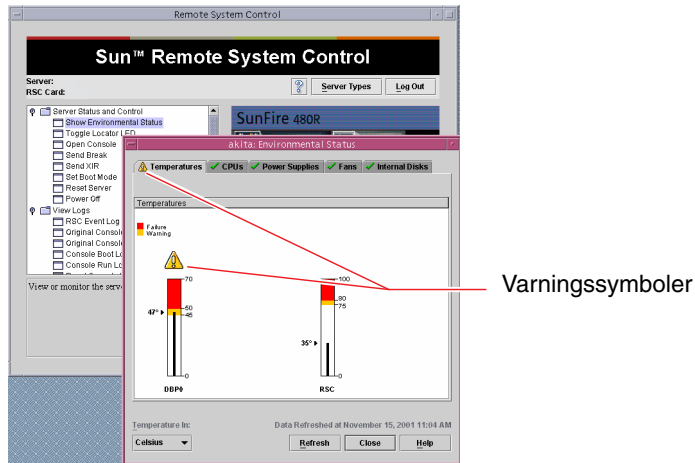 Remote System Control
Sun™ Remote System Control
Server:
RSC Card:
Server Types
Log Out
Server Status and Control
Show Environmental Status
Toggle Locator LED
Open Console
Send Break
Send XIR
Set Boot Mode
Reset Server
Power Off
View Logs
RSC Event Log
Original Consol
Original Consol
Console Boot Lo
Console Run Lo
View or monitor the serv
SunFire 480R
akita: Environmental Status
Temperatures
CPUs
Power Supplies
Fans
Internal Disks
Temperatures
Failure
Warning
70
50
46
47°
0
DBP0
100
80
75
35°
0
RSC
Temperature In:
Data Refreshed at November 15, 2001 11:04 AM
Celsius
Refresh
Close
Help
Varningssymboler